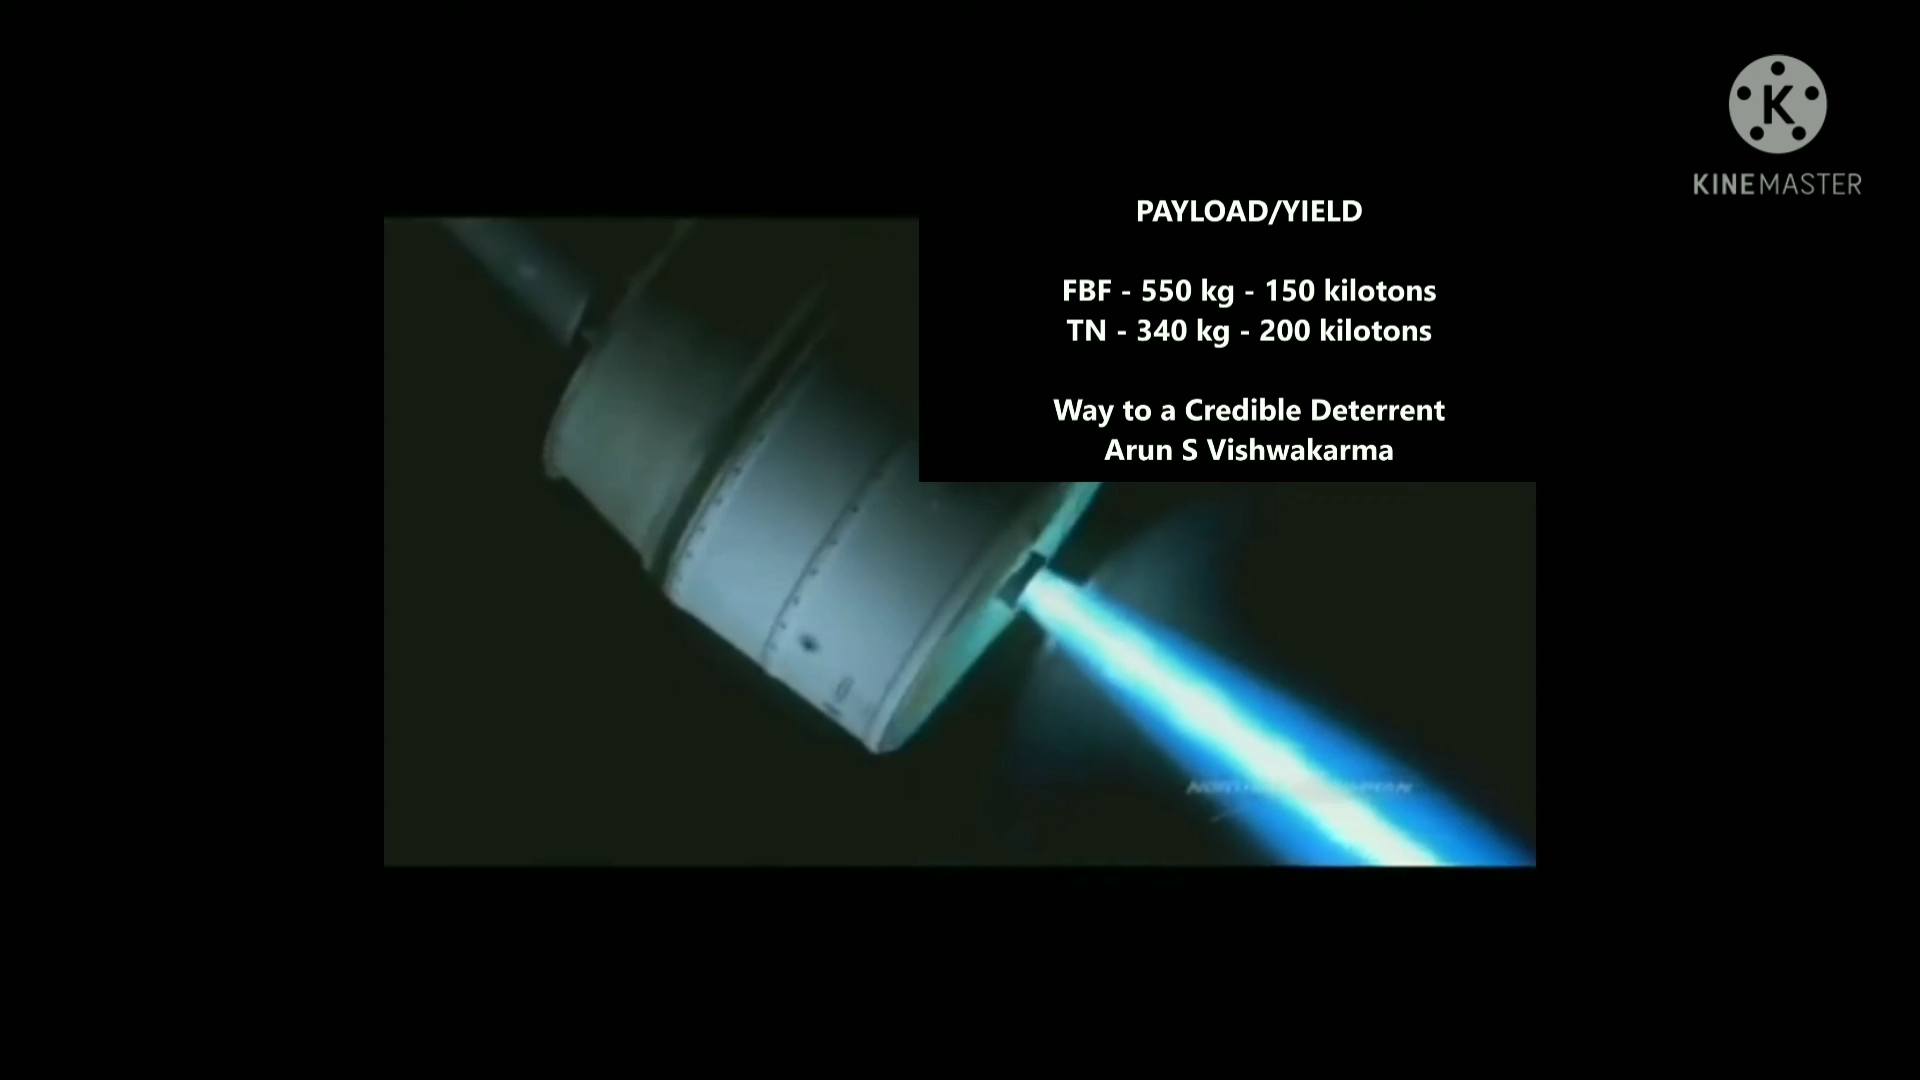 KINEMASTER
PAYLOAD/YIELD
FBF - 550 kg - 150 kilotons
TN - 340 kg - 200 kilotons
Way to a Credible Deterrent
Arun S Vishwakarma